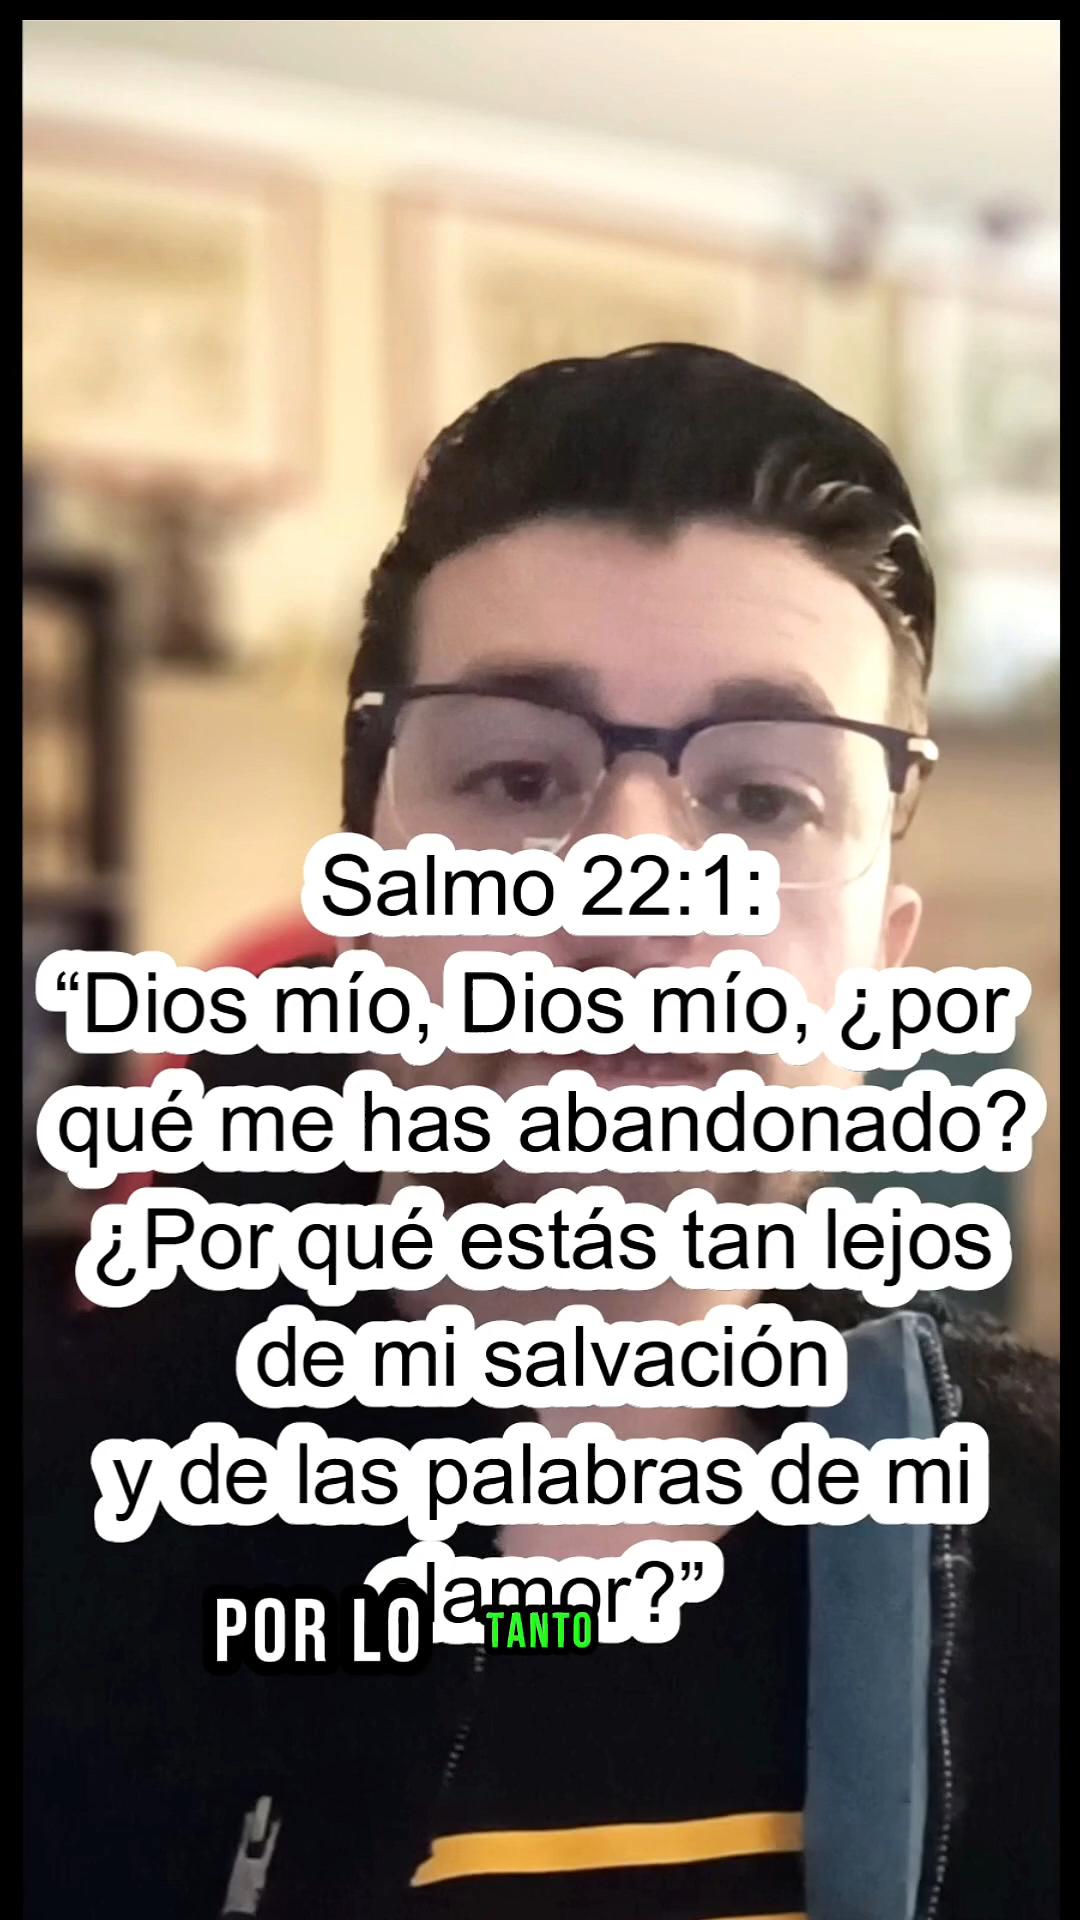 Salmo 22:1:
“Dios mío, Dios mío, ¿por
qué me has abandonado?
¿Por qué estás tan lejos
de mi salvación
y de las palabras de mi
clamor?”
POR LO TANTO